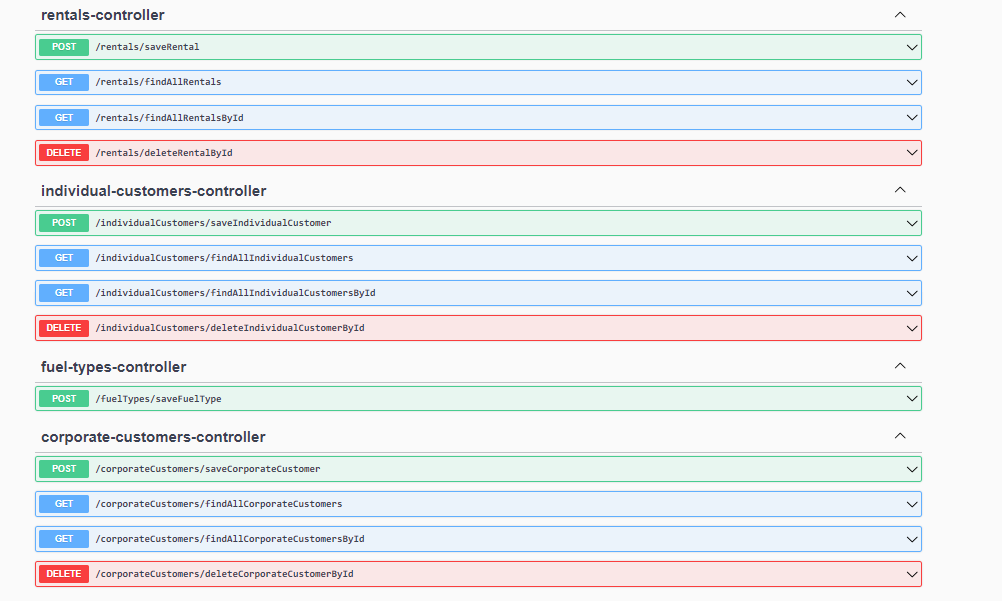 rentals-controller
POST /rentals/saveRental
GET /rentals/findAllRentals
GET /rentals/findAllRentalsById
DELETE /rentals/deleteRentalById
individual-customers-controller
POST /individualCustomers/saveIndividualCustomer
GET /individualCustomers/findAllIndividualCustomers
GET /individualCustomers/findAllIndividualCustomersById
DELETE /individualCustomers/deleteIndividualCustomerById
fuel-types-controller
POST /fuelTypes/saveFuelType
corporate-customers-controller
POST /corporateCustomers/saveCorporateCustomer
GET /corporateCustomers/findAllCorporateCustomers
GET /corporateCustomers/findAllCorporateCustomersById
DELETE /corporateCustomers/deleteCorporateCustomerById